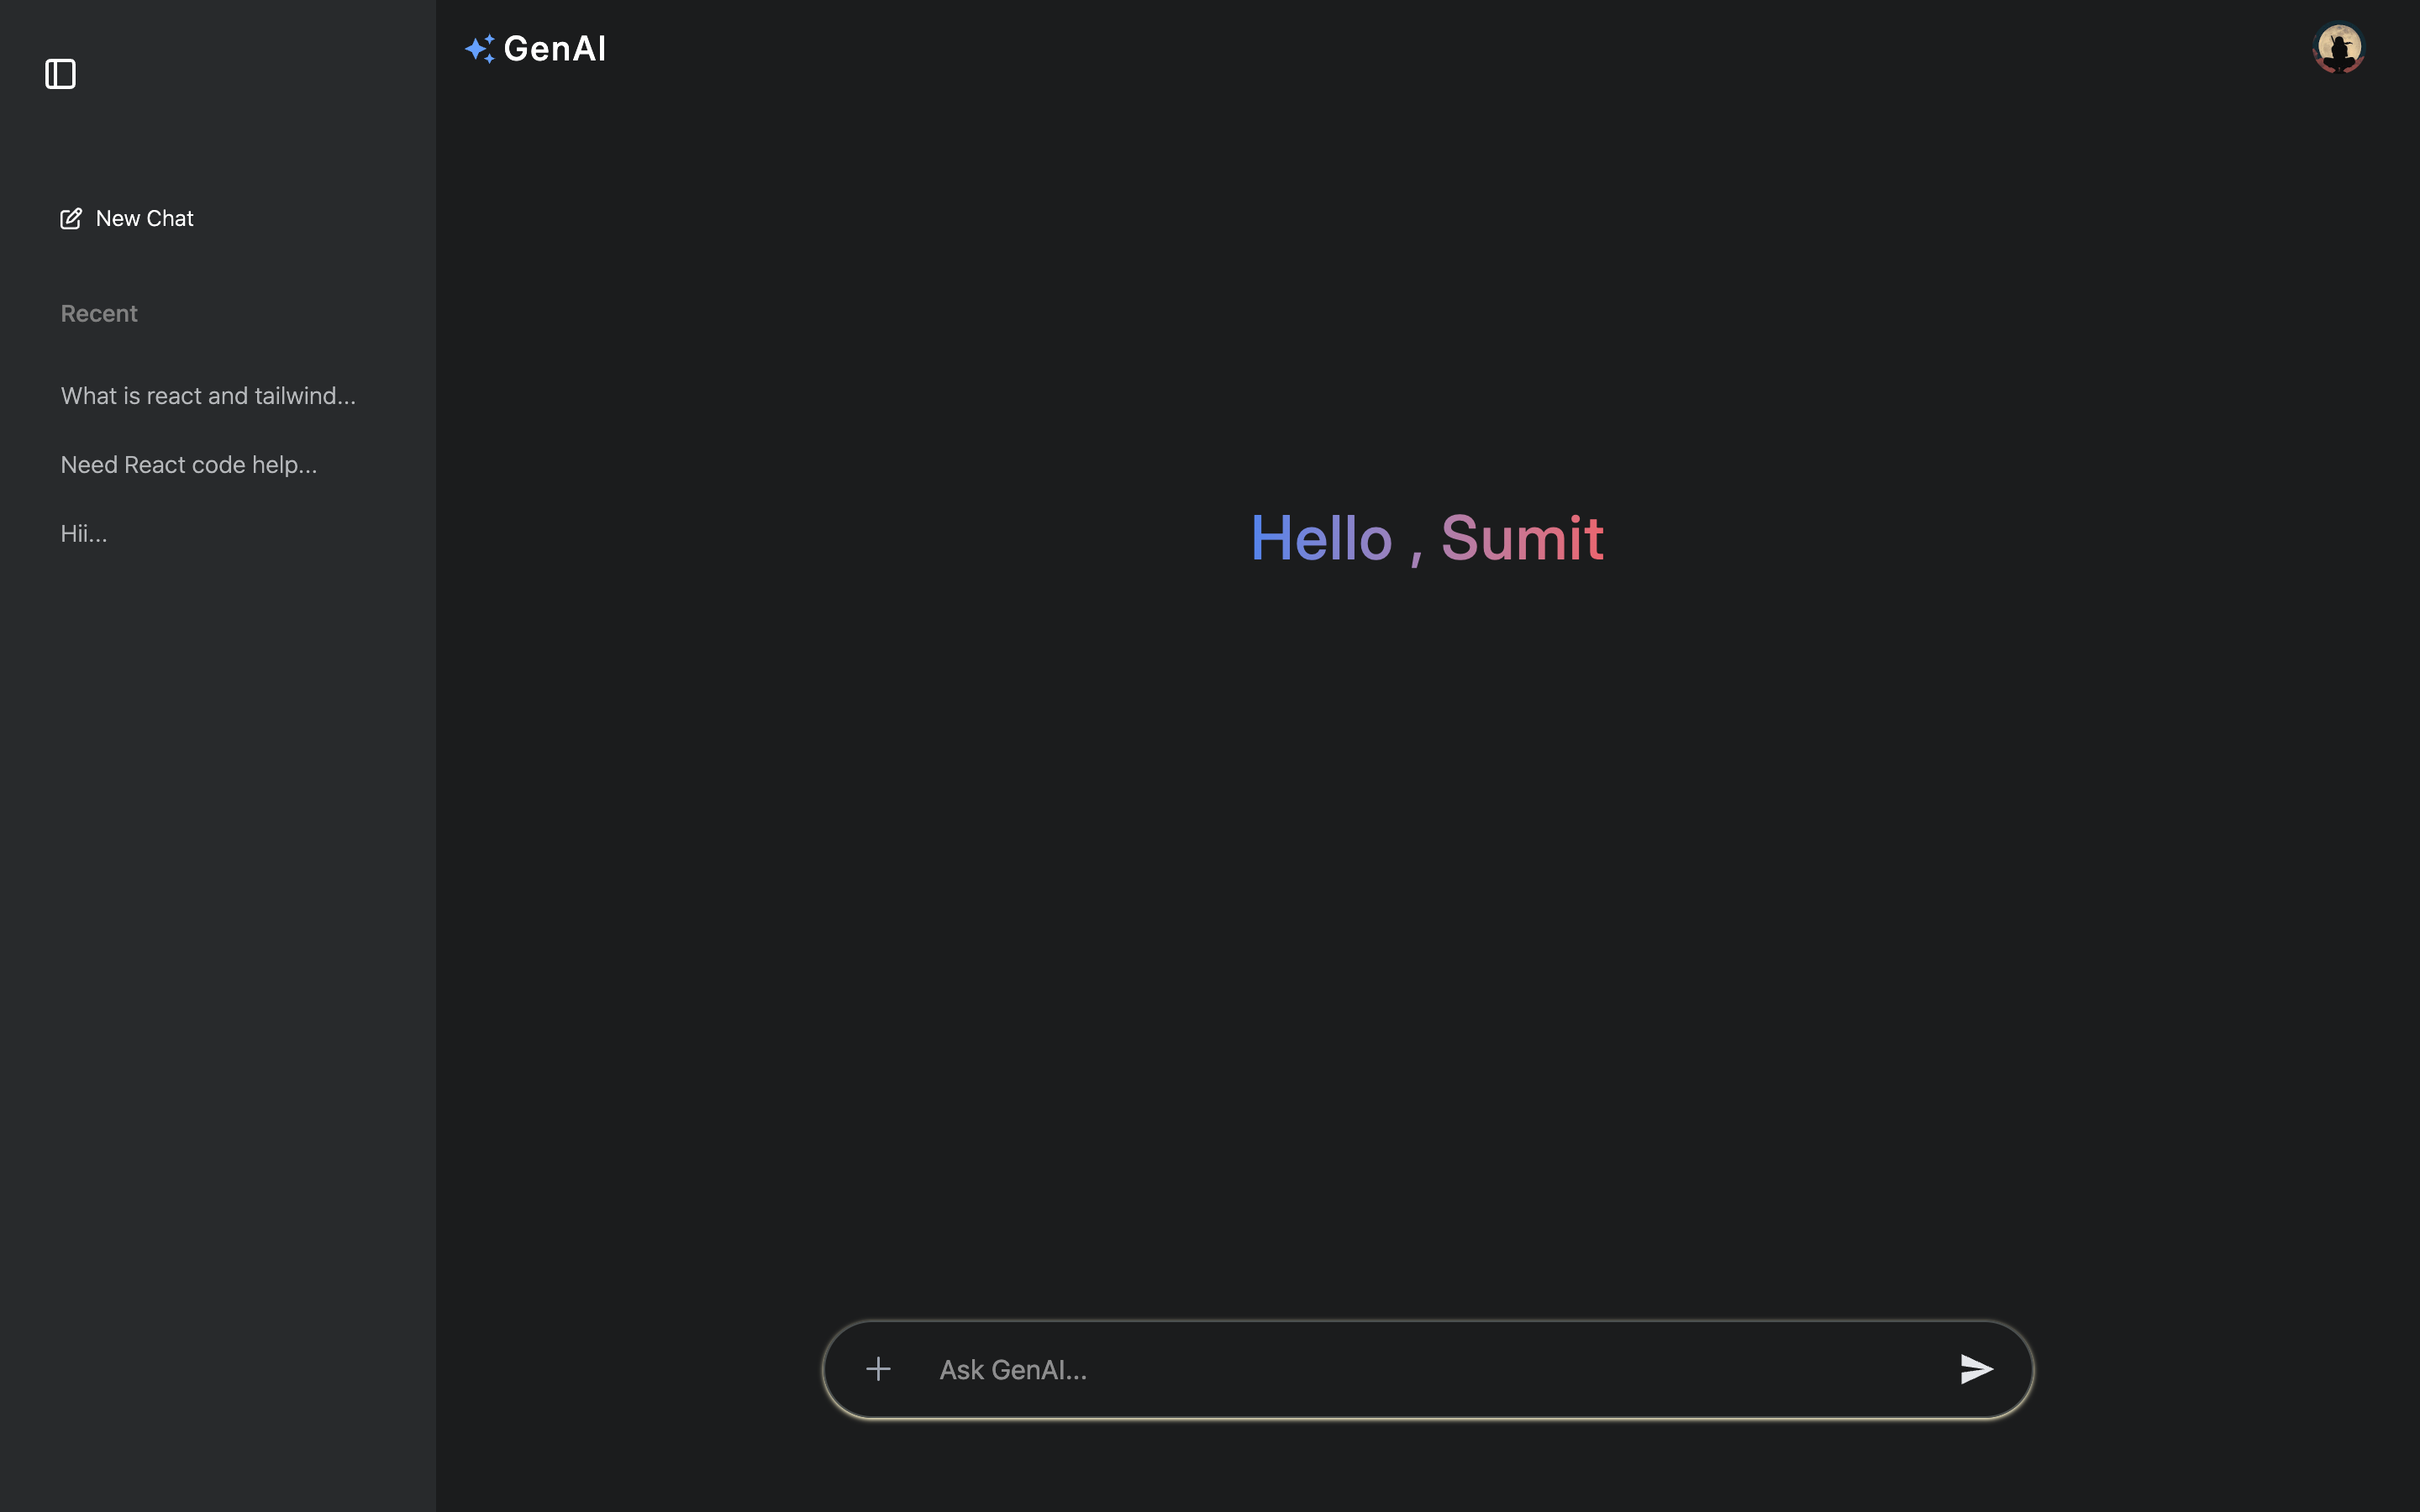 GenAI
New Chat
Recent
What is react and tailwind...
Need React code help...
Hii...
Hello , Sumit
Ask GenAI...